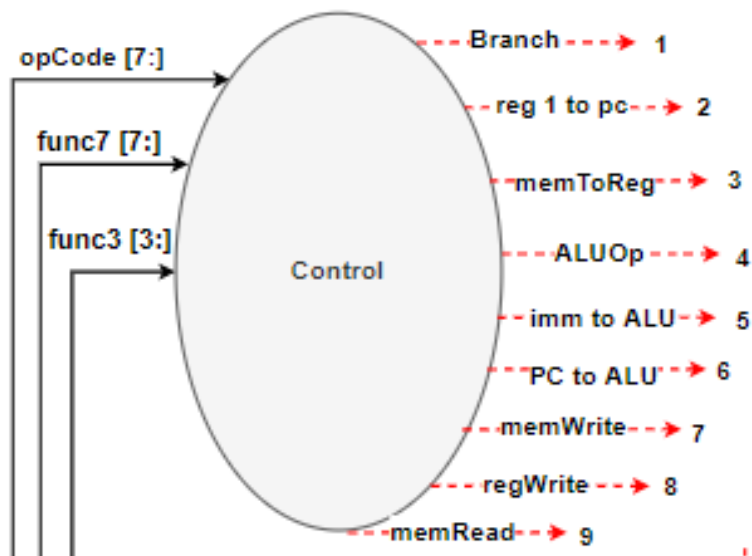 Branch 1
opCode [7:]
reg 1 to pc 2
func7 [7:]
memToReg 3
func3 [3:]
ALUOp 4
Control
imm to ALU 5
PC to ALU 6
memWrite 7
regWrite 8
memRead 9